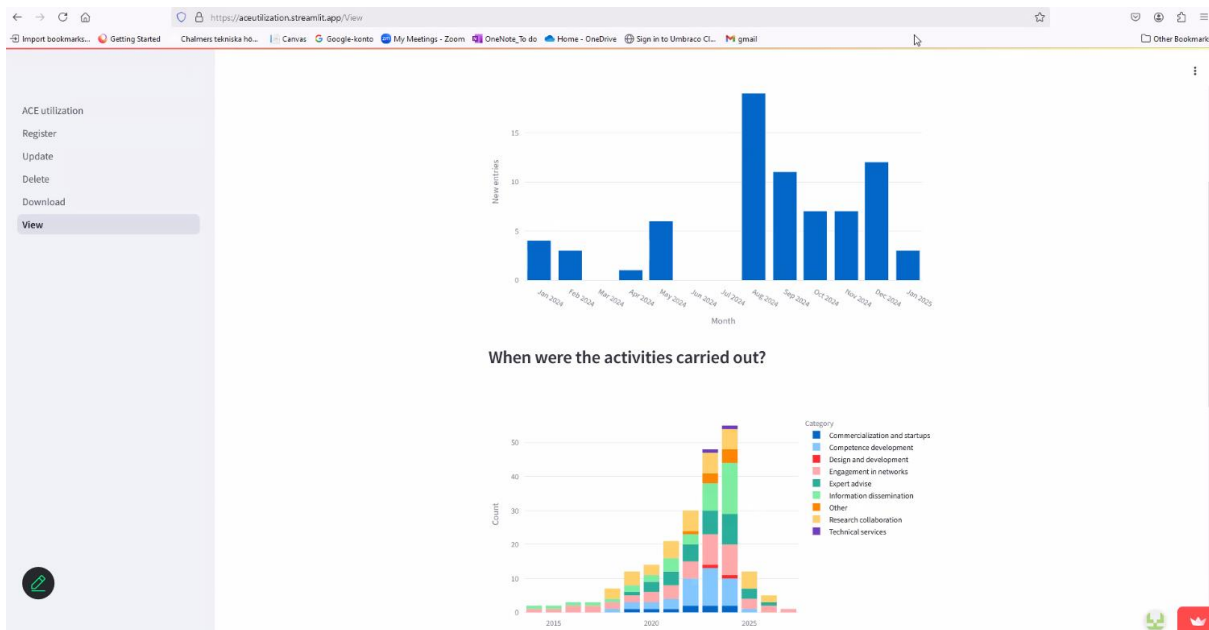 https://aceutilization.streamlit.app/View
Import bookmarks... Getting Started Chalmers tekniska hö... Canvas Google-konto My Meetings - Zoom OneNote_To do Home - OneDrive Sign in to Umbraco Cl... gmail Other Bookmark
ACE utilization
Register
Update
Delete
Download
View
15
10
5
0
New entries
Jan 2024 Feb 2024 Mar 2024 Apr 2024 May 2024 Jun 2024 Jul 2024 Aug 2024 Sep 2024 Oct 2024 Nov 2024 Dec 2024 Jan 2025
Month
When were the activities carried out?
50
40
30
20
10
0
Count
2015 2020 2025
Category
Commercialization and startups
Competence development
Design and development
Engagement in networks
Expert advise
Information dissemination
Other
Research collaboration
Technical services